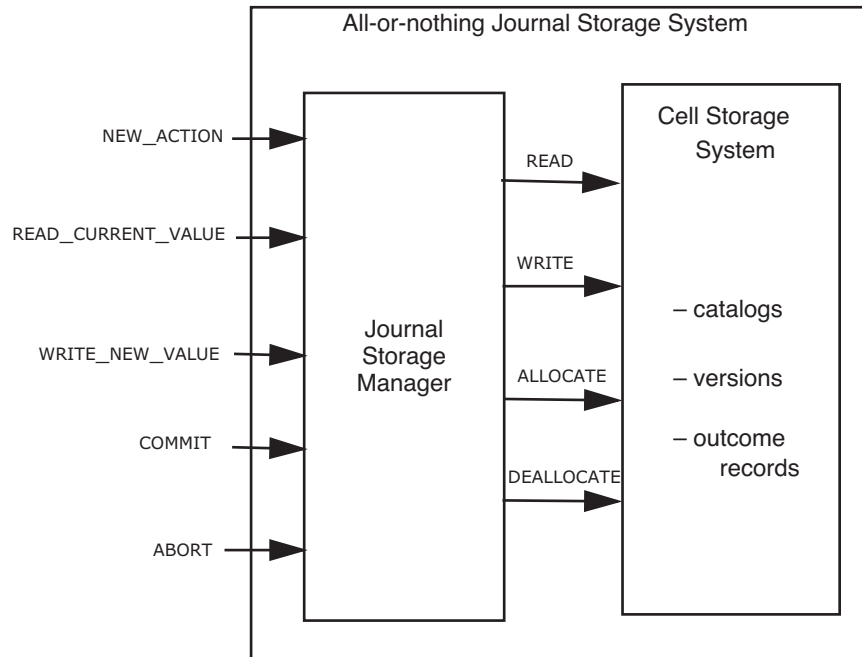 All-or-nothing Journal Storage System
NEW_ACTION
READ_CURRENT_VALUE
WRITE_NEW_VALUE
COMMIT
ABORT
Journal
Storage
Manager
READ
WRITE
ALLOCATE
DEALLOCATE
Cell Storage
System
– catalogs
– versions
– outcome
records